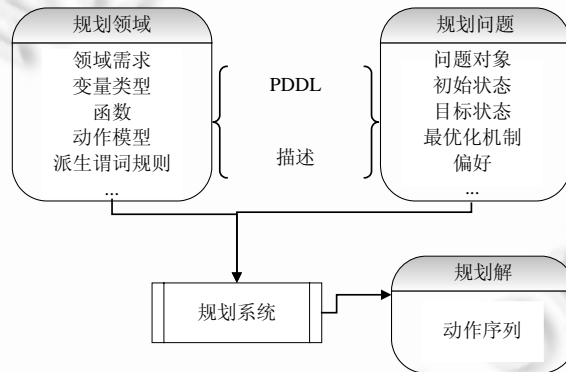 规划领域
领域需求
变量类型
函数
动作模型
派生谓词规则
...
PDDL
描述
规划问题
问题对象
初始状态
目标状态
最优化机制
偏好
...
规划系统
规划解
动作序列